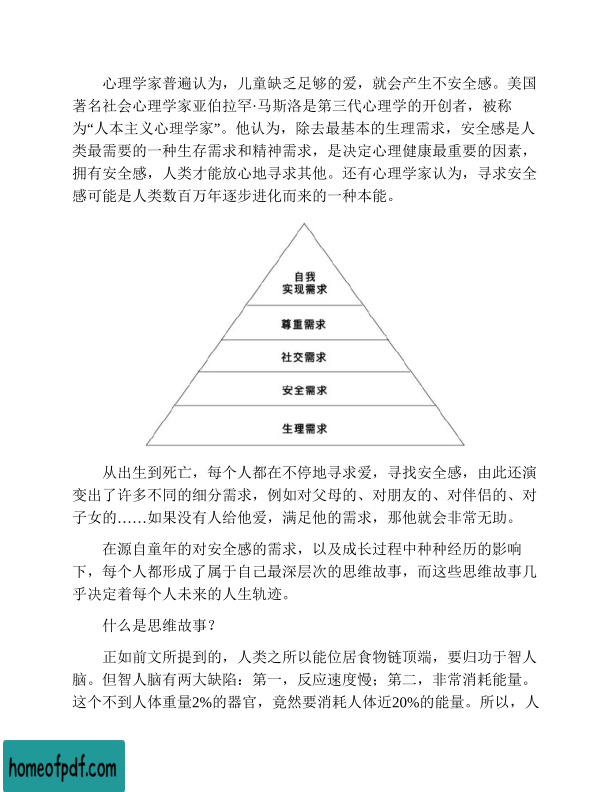 心理学家普遍认为，儿童缺乏足够的爱，就会产生不安全感。美国
著名社会心理学家亚伯拉罕·马斯洛是第三代心理学的开创者，被称
为“人本主义心理学家”。他认为，除去最基本的生理需求，安全感是人
类最需要的一种生存需求和精神需求，是决定心理健康最重要的因素，
拥有安全感，人类才能放心地寻求其他。还有心理学家认为，寻求安全
感可能是人类数百万年逐步进化而来的一种本能。
自我
实现需求
尊重需求
社交需求
安全需求
生理需求
从出生到死亡，每个人都在不停地寻求爱，寻找安全感，由此还演
变出了许多不同的细分需求，例如对父母的、对朋友的、对伴侣的、对
子女的……如果没有人给他爱，满足他的需求，那他就会非常无助。
在源自童年的对安全感的需求，以及成长过程中种种经历的影响
下，每个人都形成了属于自己最深层次的思维故事，而这些思维故事几
乎决定着每个人未来的人生轨迹。
什么是思维故事？
正如前文所提到的，人类之所以能位居食物链顶端，要归功于智人
脑。但智人脑有两大缺陷：第一，反应速度慢；第二，非常消耗能量。
这个不到人体重量2%的器官，竟然要消耗人体近20%的能量。所以，人
homeofpdf.com